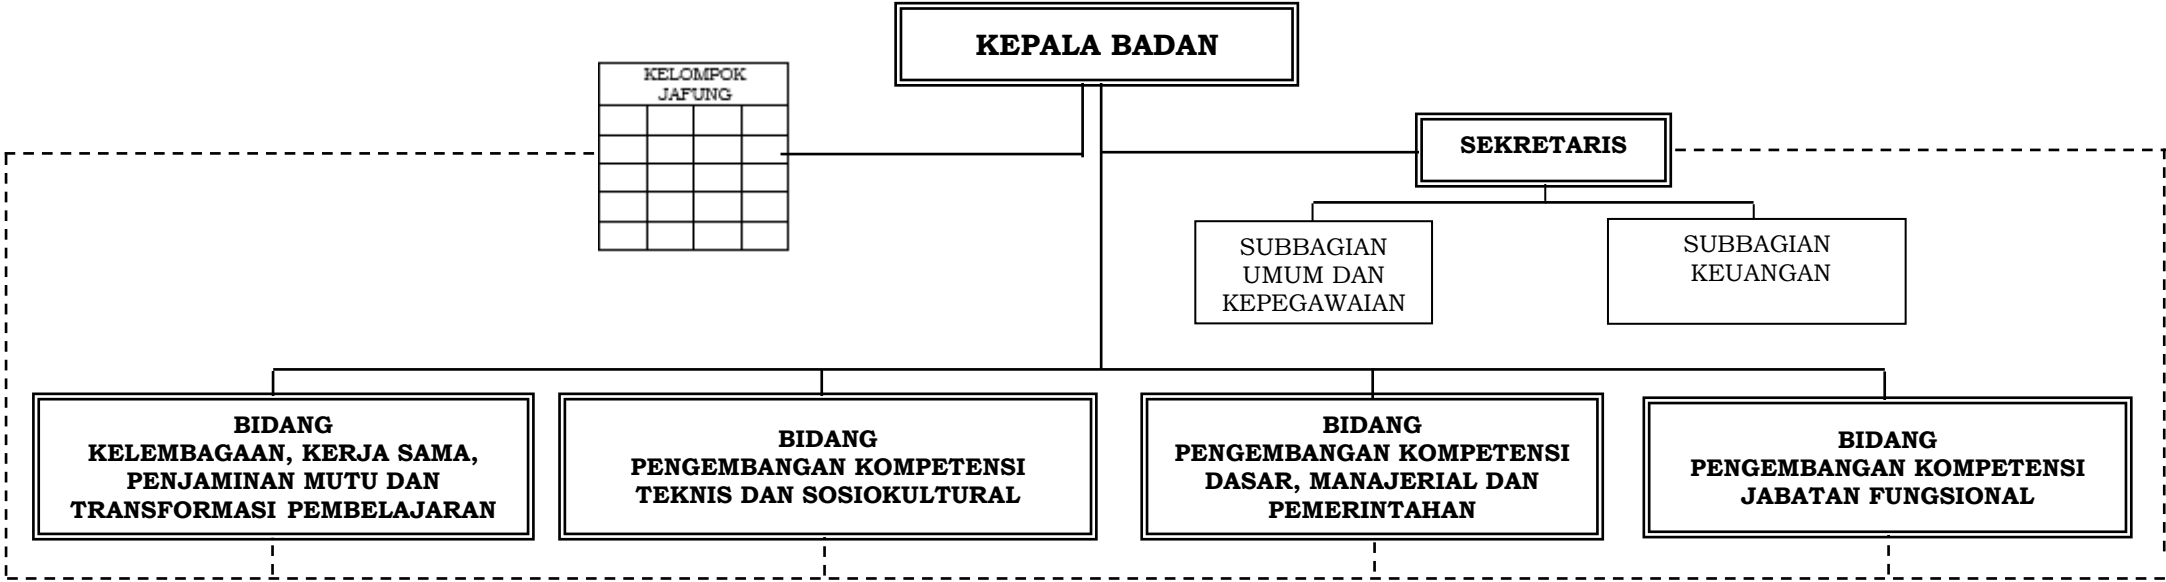 KEPALA BADAN
KELOMPOK
JAFUNG
SEKRETARIS
SUBBAGIAN
UMUM DAN
KEPEGAWAIAN
SUBBAGIAN
KEUANGAN
BIDANG
KELEMBAGAAN, KERJA SAMA,
PENJAMINAN MUTU DAN
TRANSFORMASI PEMBELAJARAN
BIDANG
PENGEMBANGAN KOMPETENSI
TEKNIS DAN SOSIOKULTURAL
BIDANG
PENGEMBANGAN KOMPETENSI
DASAR, MANAJERIAL DAN
PEMERINTAHAN
BIDANG
PENGEMBANGAN KOMPETENSI
JABATAN FUNGSIONAL